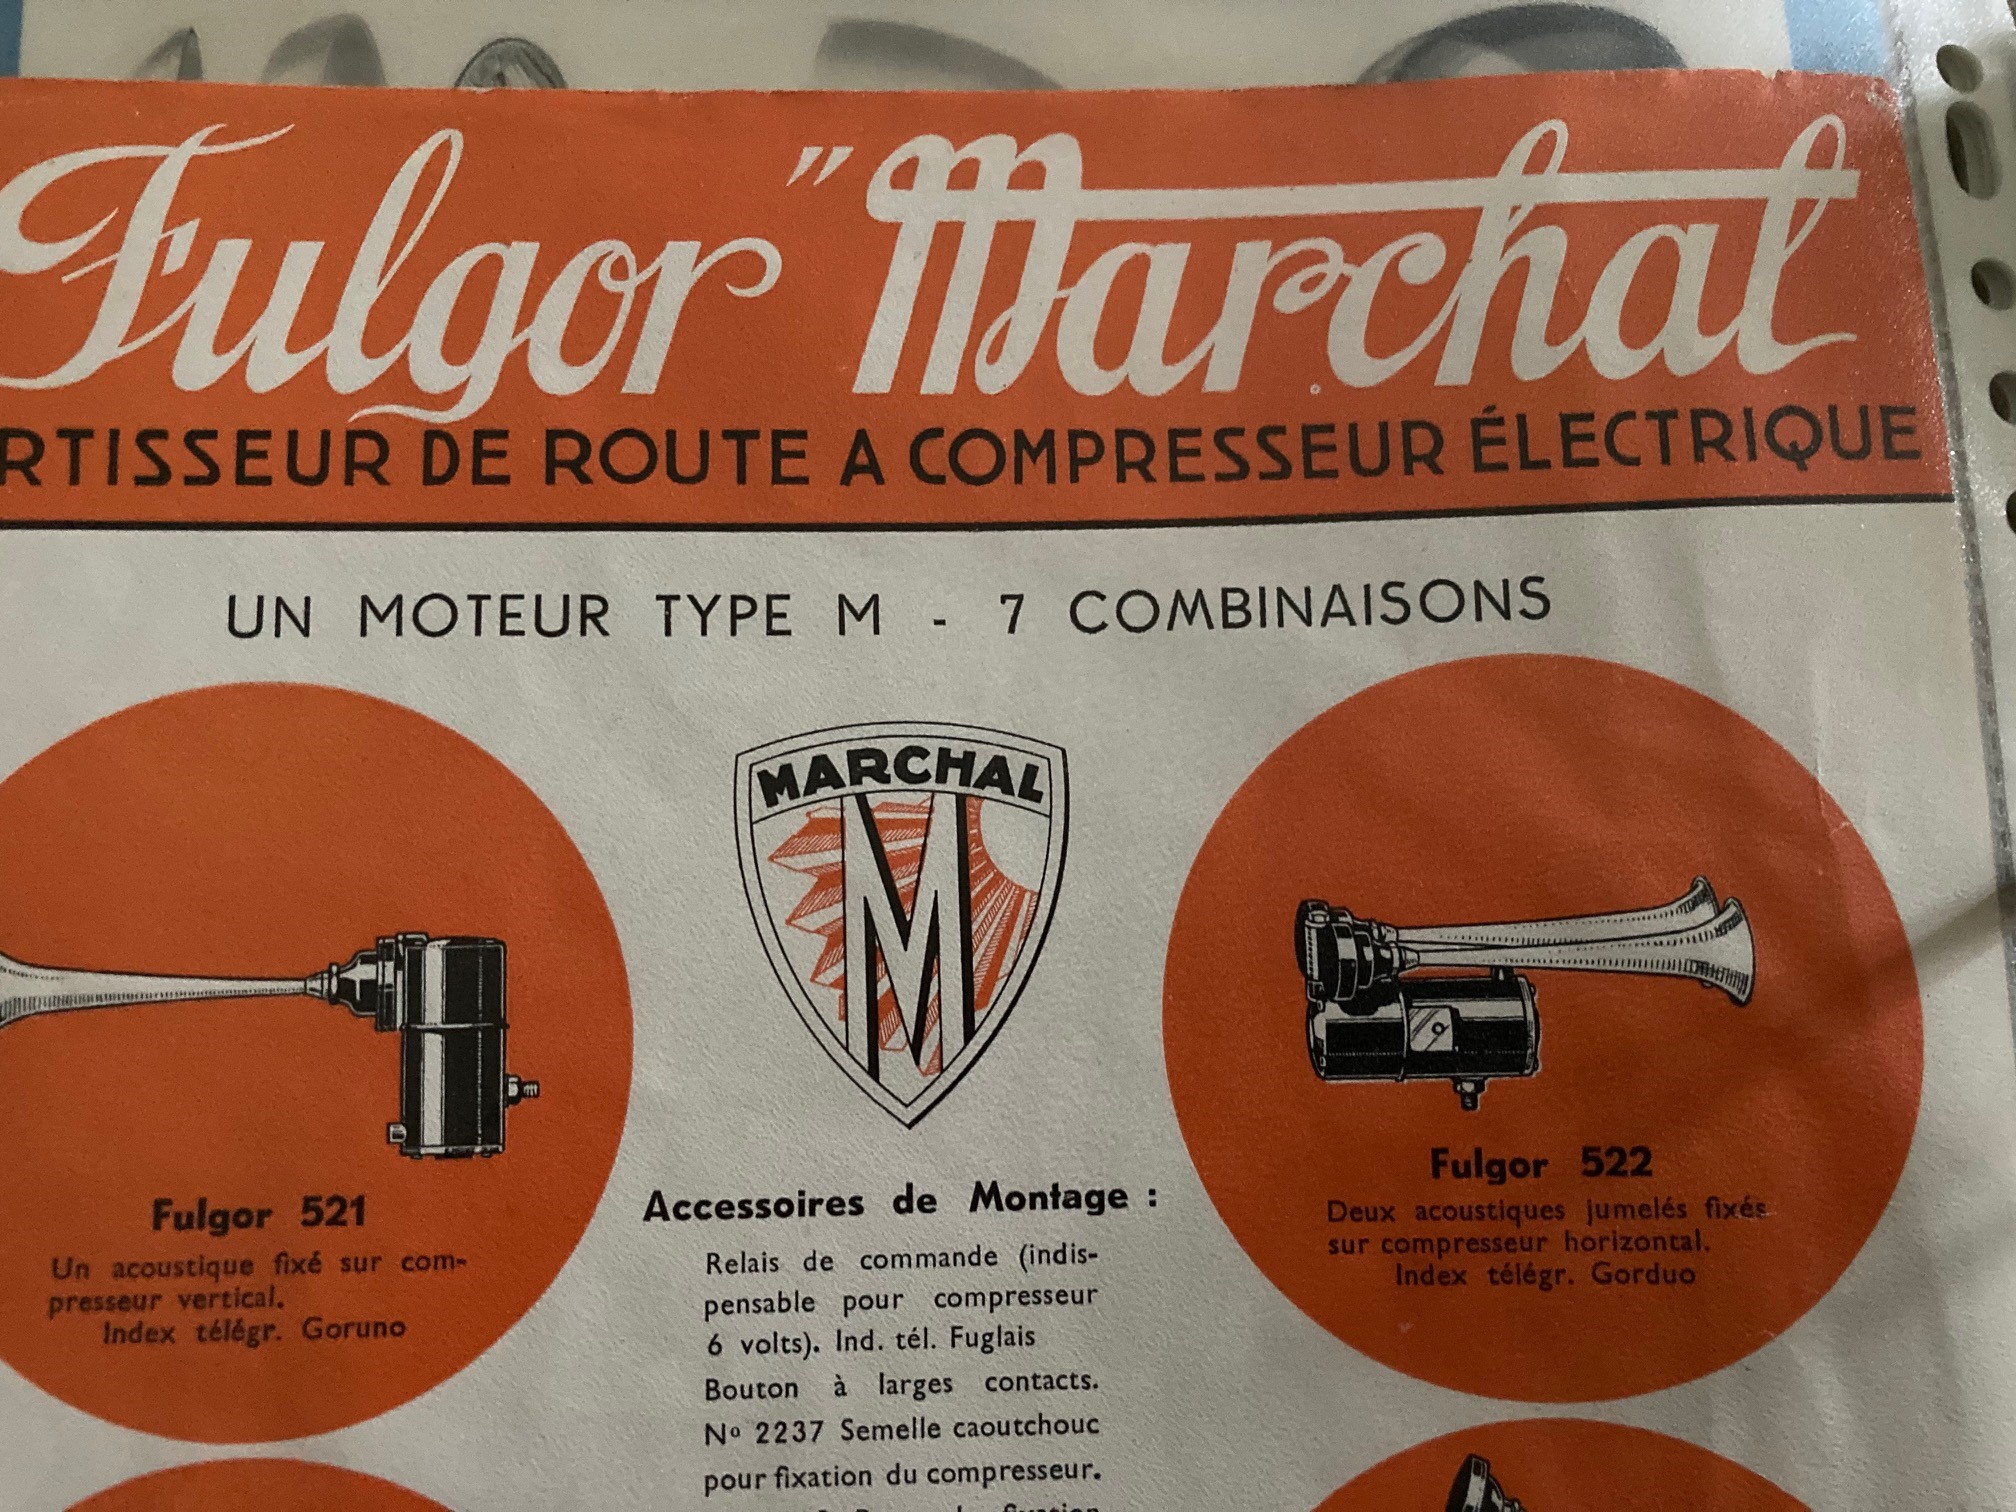 Fulgor "Marchal
RTISSEUR DE ROUTE A COMPRESSEUR ÉLECTRIQUE
UN MOTEUR TYPE M - 7 COMBINAISONS
MARCHAL
M
Fulgor 521
Un acoustique fixé sur com-
presseur vertical.
Index télégr. Goruno
Accessoires de Montage :
Relais de commande (indis-
pensable pour compresseur
6 volts). Ind. tél. Fuglais
Bouton à larges contacts.
Nº 2237 Semelle caoutchouc
pour fixation du compresseur.
Fulgor 522
Deux acoustiques jumelés fixés
sur compresseur horizontal.
Index télégr. Gorduo